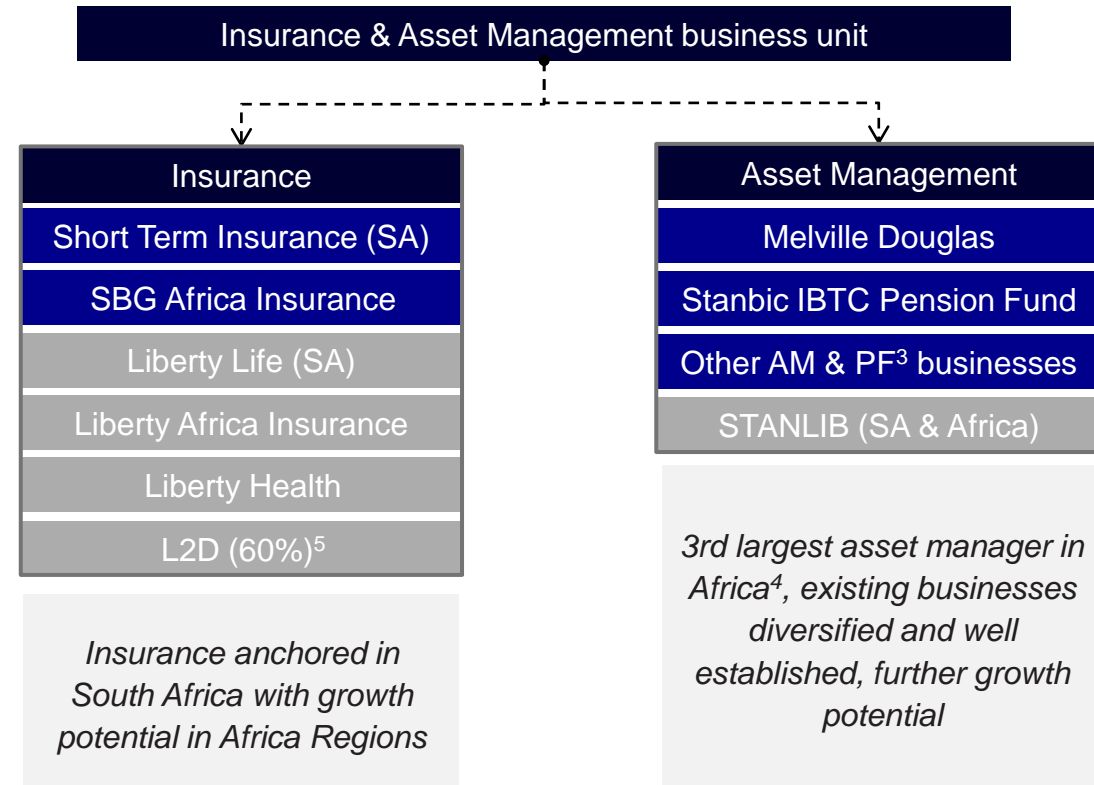 Insurance & Asset Management business unit
Insurance
Short Term Insurance (SA)
SBG Africa Insurance
Liberty Life (SA)
Liberty Africa Insurance
Liberty Health
L2D (60%)⁵
Insurance anchored in
South Africa with growth
potential in Africa Regions
Asset Management
Melville Douglas
Stanbic IBTC Pension Fund
Other AM & PF³ businesses
STANLIB (SA & Africa)
3rd largest asset manager in
Africa⁴, existing businesses
diversified and well
established, further growth
potential